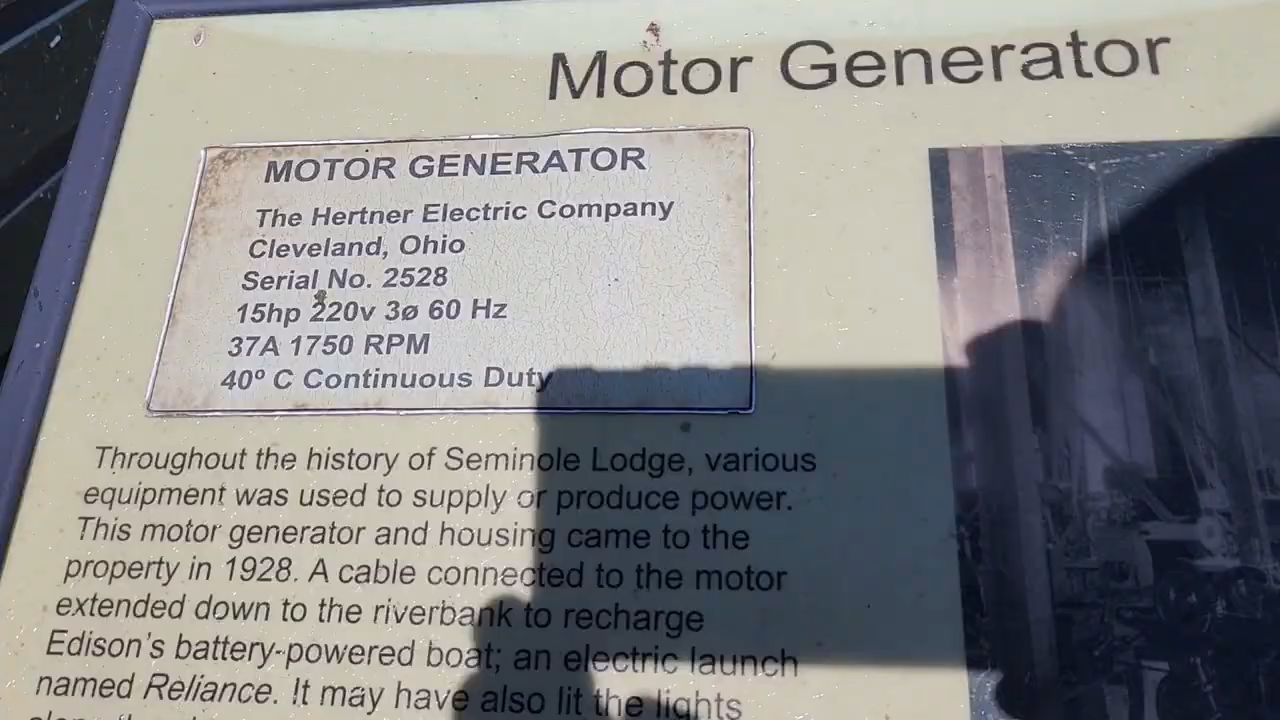 Motor Generator
MOTOR GENERATOR
The Hertner Electric Company
Cleveland, Ohio
Serial No. 2528
15hp 220v 3ø 60 Hz
37A 1750 RPM
40º C Continuous Duty
Throughout the history of Seminole Lodge, various
equipment was used to supply or produce power.
This motor generator and housing came to the
property in 1928. A cable connected to the motor
extended down to the riverbank to recharge
Edison's battery-powered boat; an electric launch
named Reliance. It may have also lit the lights